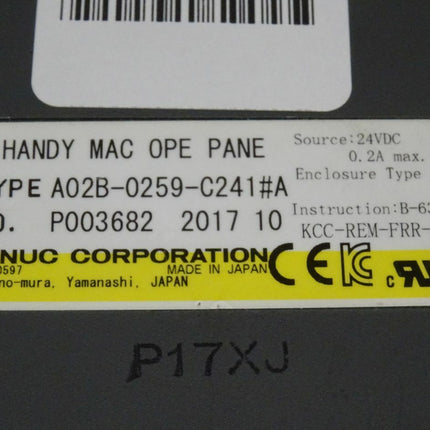 HANDY MAC OPE PANE
YPE A02B-0259-C241#A
O. P003682 2017 10
Source:24VDC
0.2A max.
Enclosure Type
Instruction:B-63
KCC-REM-FRR-
NUC CORPORATION
0597
MADE IN JAPAN
no-mura, Yamanashi, JAPAN
CE
c
P17XJ